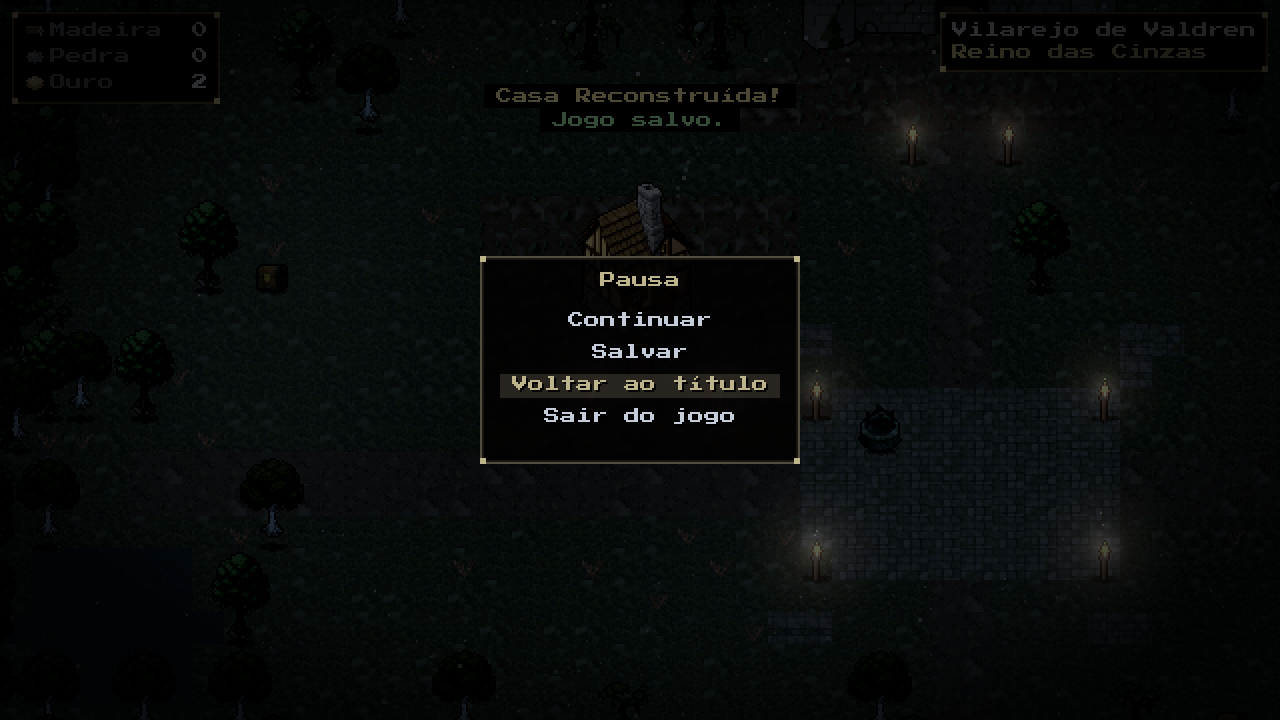 Madeira 0
Pedra 0
Ouro 2
Vilarejo de Valdren
Reino das Cinzas
Casa Reconstruída!
Jogo salvo.
Pausa
Continuar
Salvar
Voltar ao título
Sair do jogo